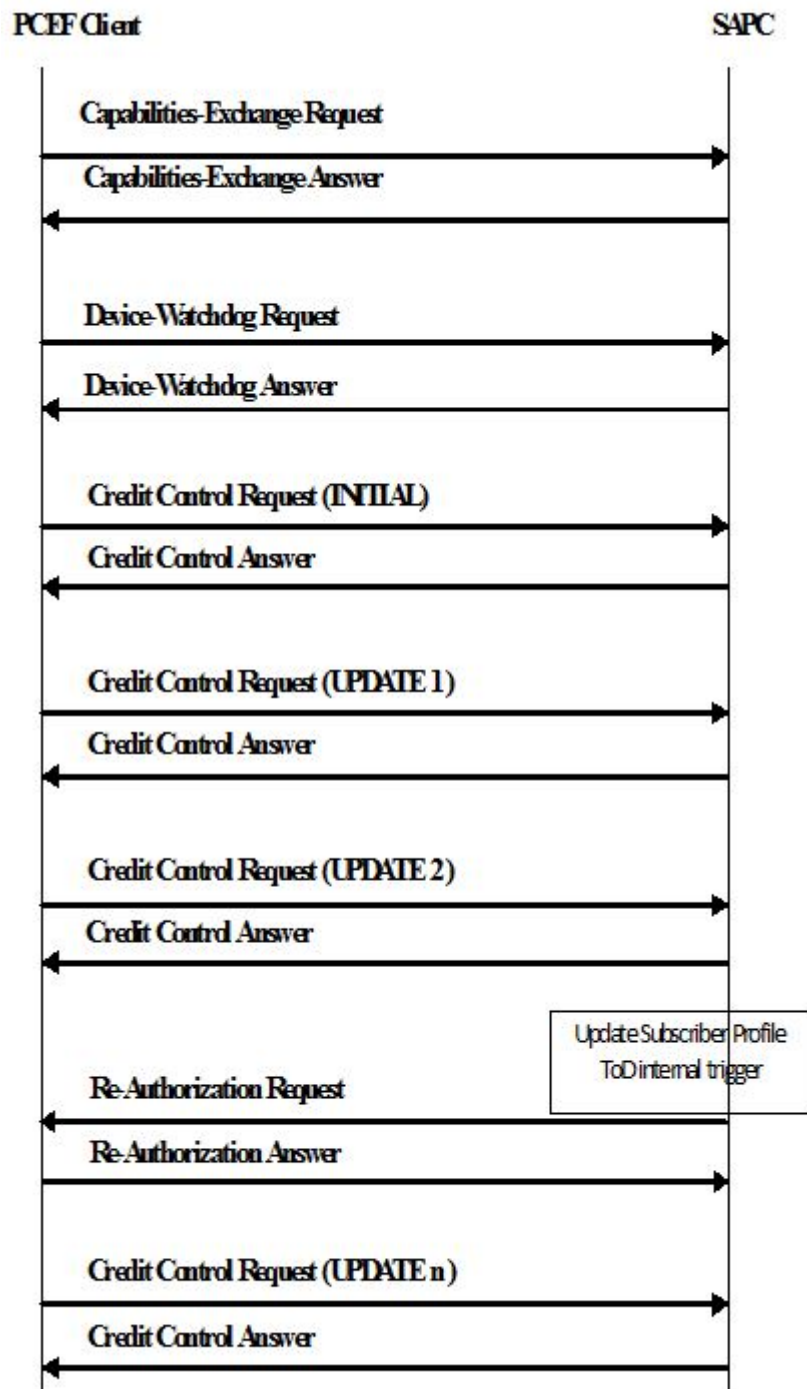 PCEF Client
SAPC
Capabilities-Exchange Request
Capabilities-Exchange Answer
Device-Watchdog Request
Device-Watchdog Answer
Credit Control Request (INITIAL)
Credit Control Answer
Credit Control Request (UPDATE 1)
Credit Control Answer
Credit Control Request (UPDATE 2)
Credit Control Answer
Update Subscriber Profile
ToD internal trigger
Re-Authorization Request
Re-Authorization Answer
Credit Control Request (UPDATE n)
Credit Control Answer